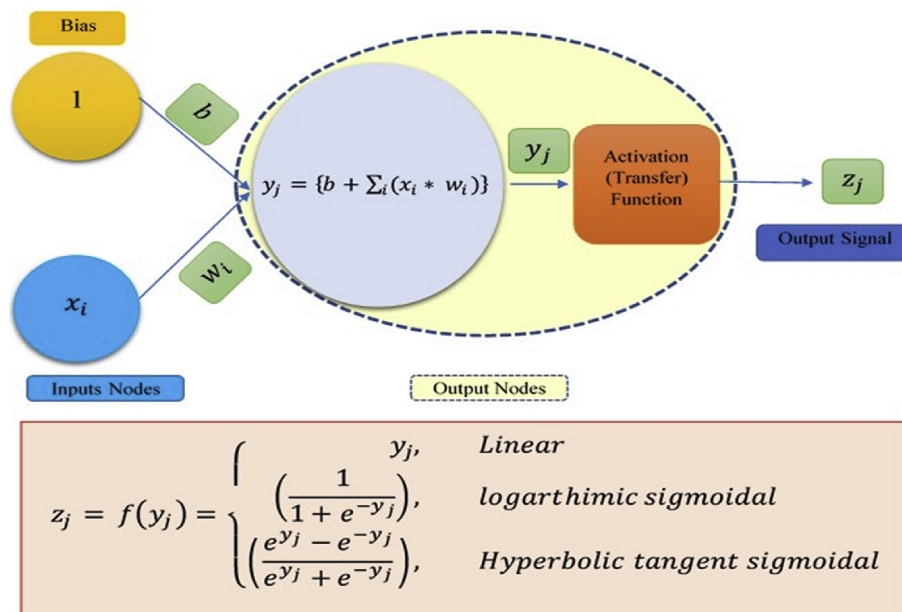 Bias
1
b
y_j = {b + ∑_i(x_i * w_i)}
y_j
Activation
(Transfer)
Function
z_j
Output Signal
w_i
x_i
Inputs Nodes
Output Nodes
z_j = f(y_j) = {
y_j, Linear
(1 / (1 + e^{-y_j})), logarthimic sigmoidal
((e^{y_j} − e^{-y_j}) / (e^{y_j} + e^{-y_j})), Hyperbolic tangent sigmoidal